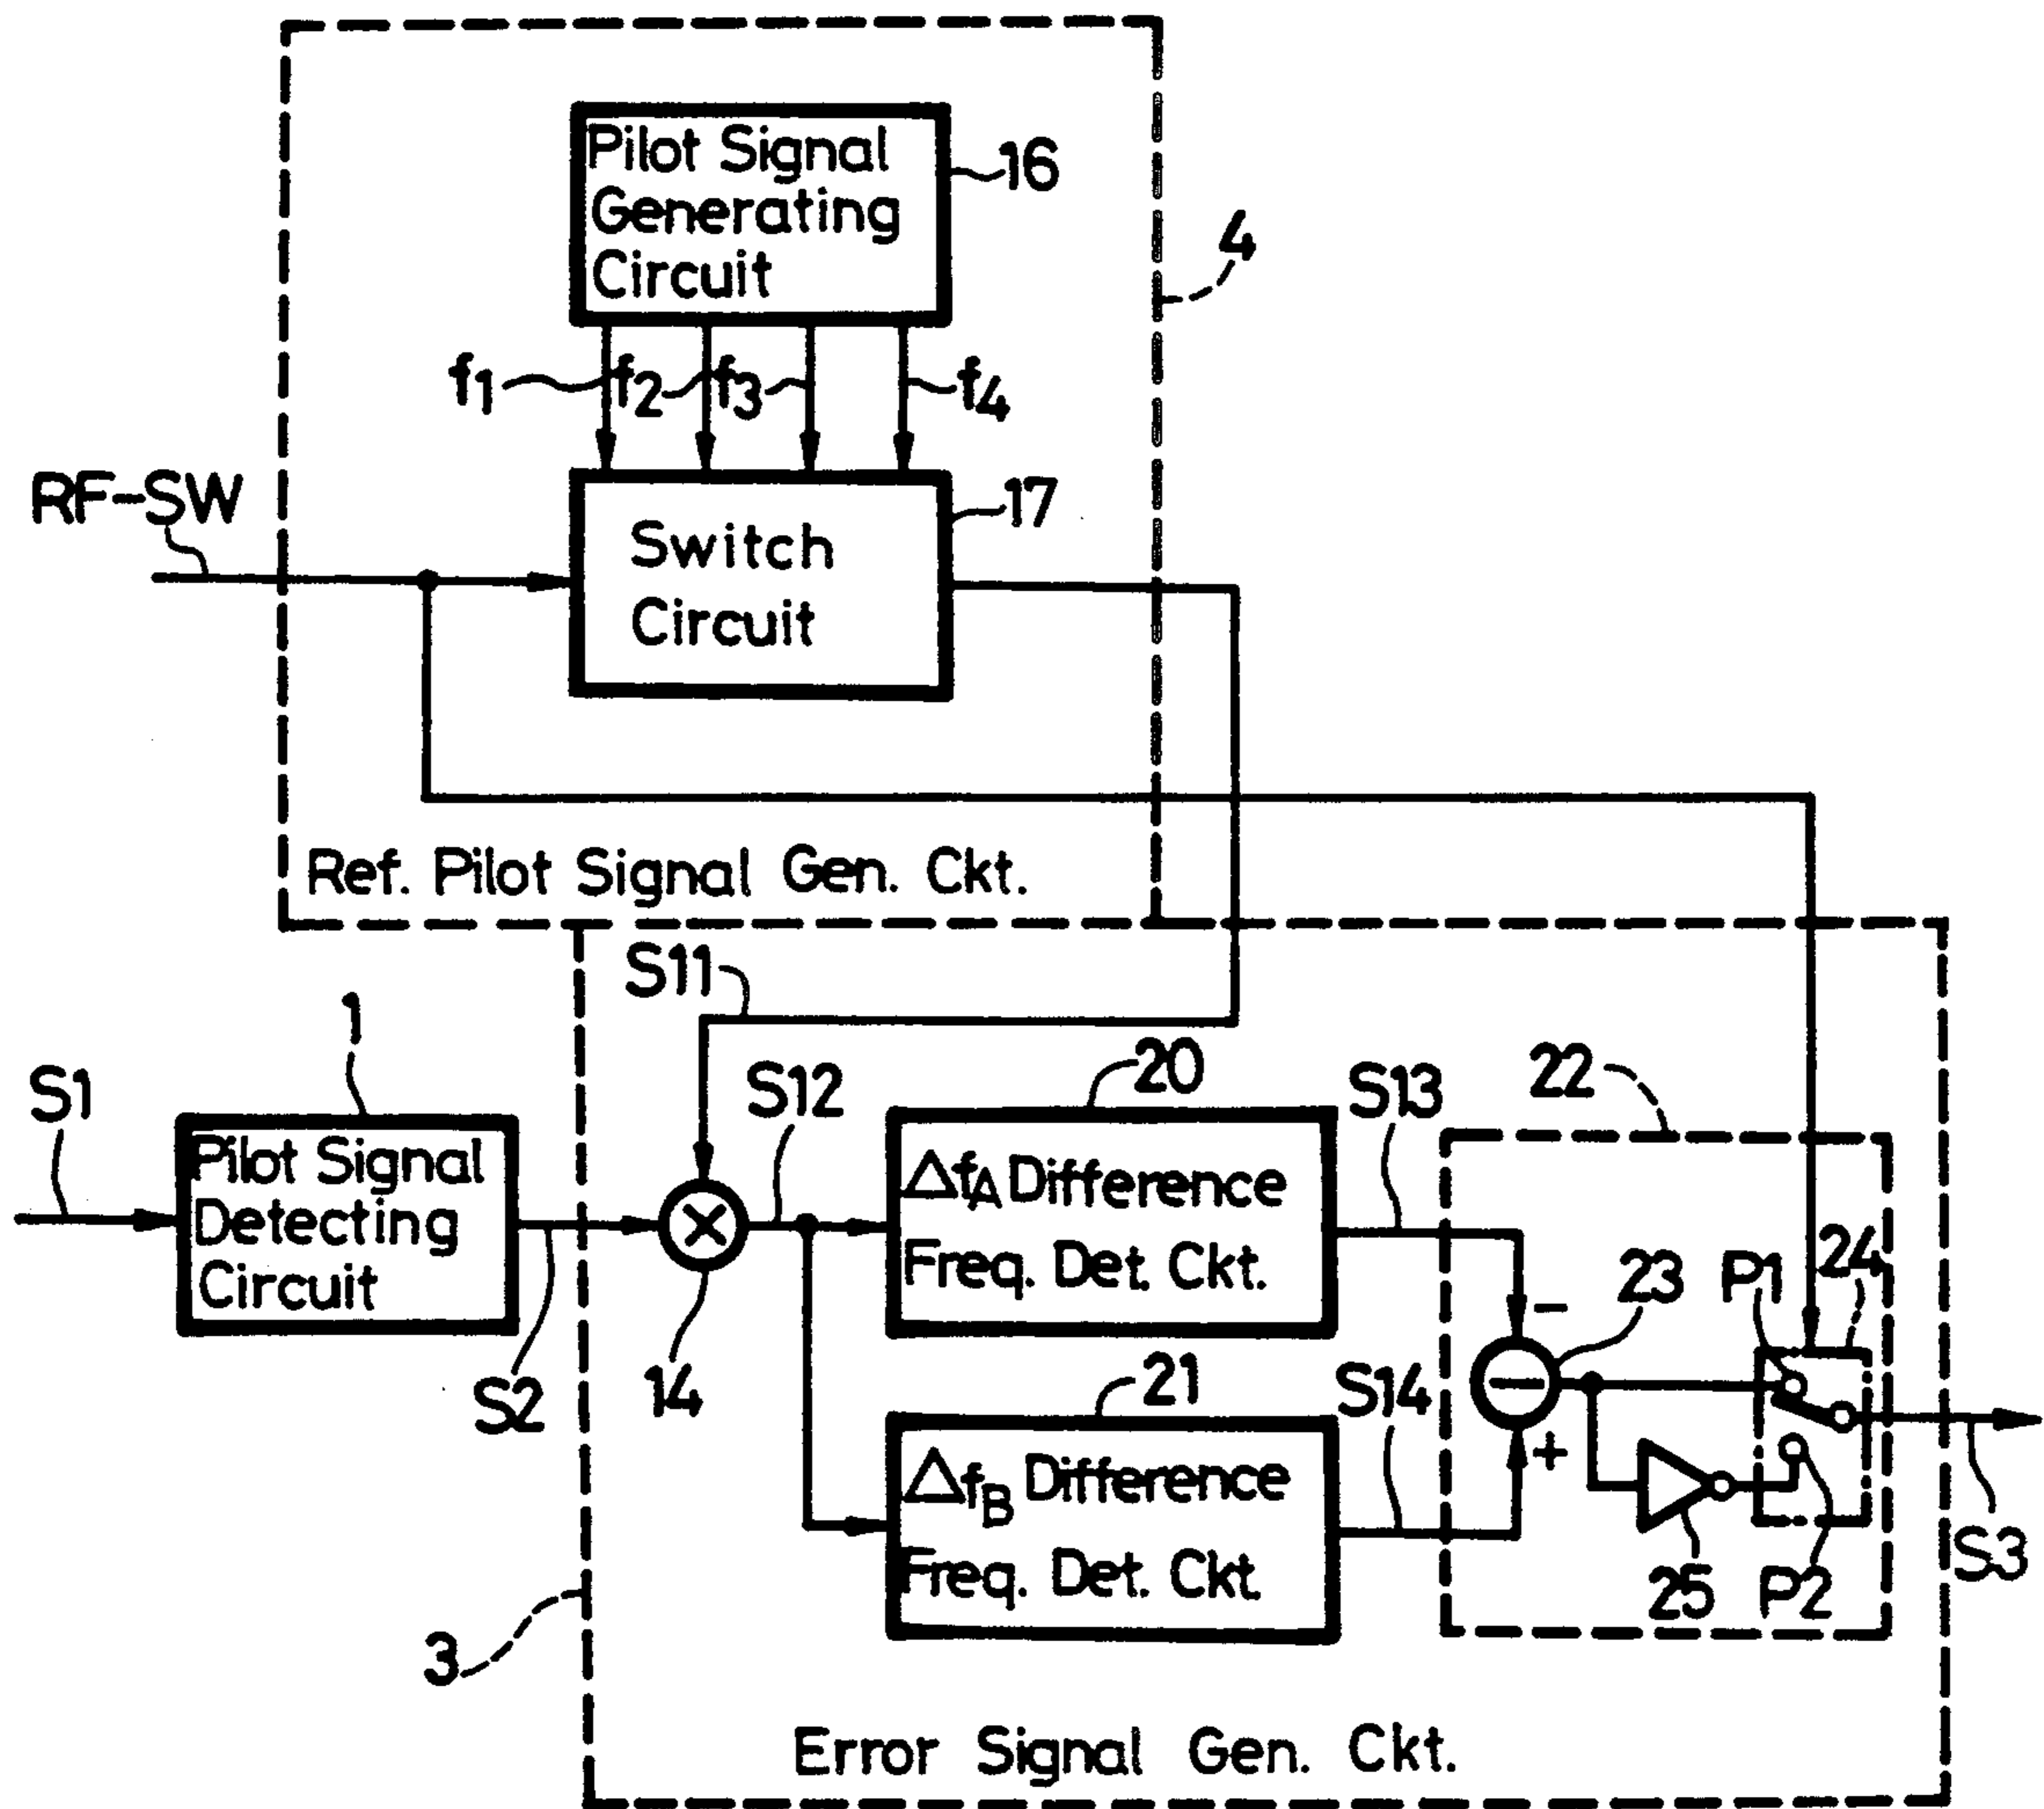 Pilot Signal
Generating
Circuit
16
4
f1
f2
f3
f4
RF-SW
17
Switch
Circuit
Ref. Pilot Signal Gen. Ckt.
S11
1
S1
Pilot Signal
Detecting
Circuit
S2
14
S12
20
ΔfA Difference
Freq. Det. Ckt.
S13
22
23
P1
24
−
+
21
ΔfB Difference
Freq. Det. Ckt.
S14
25
P2
S3
3
Error Signal Gen. Ckt.